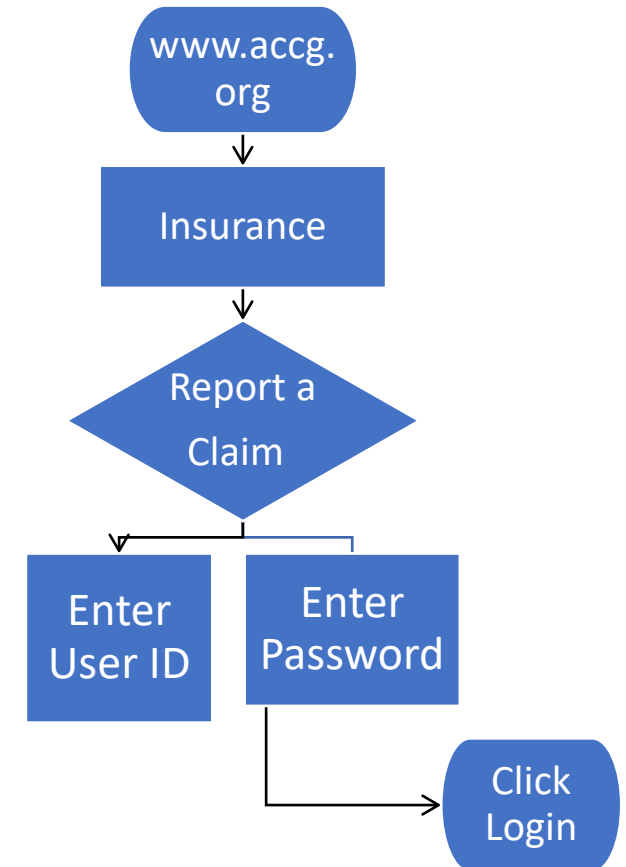 www.accg.
org
Insurance
Report a
Claim
Enter
User ID
Enter
Password
Click
Login